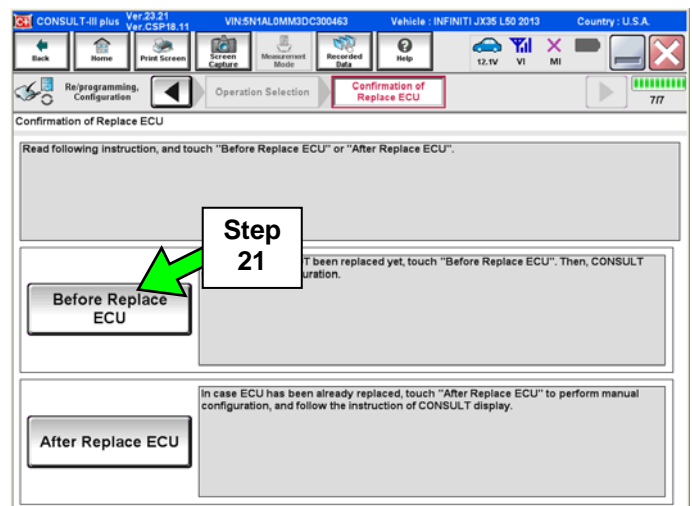 CONSULT-III plus Ver.23.21 VIN:5N1AL0MM3DC300463 Vehicle : INFINITI JX35 L50 2013 Country : U.S.A.
Ver.CSP18.11
Back Home Print Screen Screen Capture Measurement Mode Recorded Data Help 12.1V VI MI
Re/programming, Configuration Operation Selection Confirmation of Replace ECU 7/7
Confirmation of Replace ECU
Read following instruction, and touch "Before Replace ECU" or "After Replace ECU".
Step
21
T been replaced yet, touch "Before Replace ECU". Then, CONSULT
uration.
Before Replace
ECU
In case ECU has been already replaced, touch "After Replace ECU" to perform manual
configuration, and follow the instruction of CONSULT display.
After Replace ECU